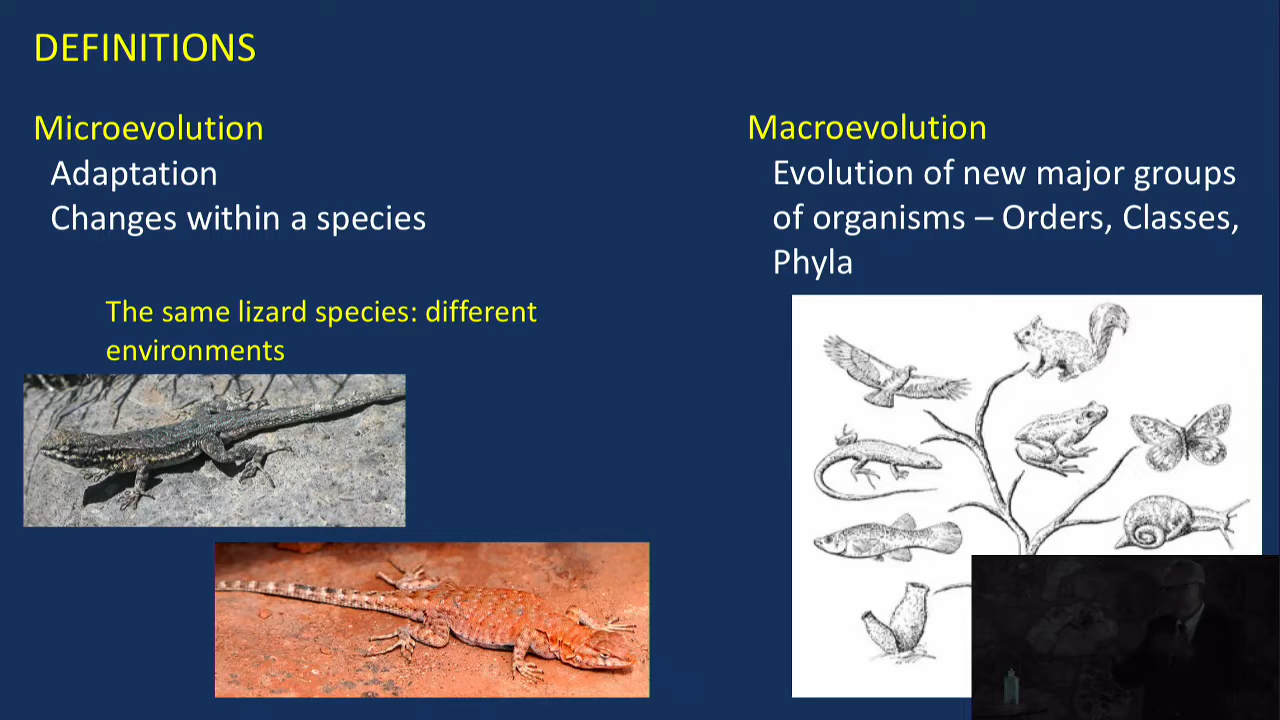 DEFINITIONS
Microevolution
Adaptation
Changes within a species
The same lizard species: different
environments
Macroevolution
Evolution of new major groups
of organisms – Orders, Classes,
Phyla